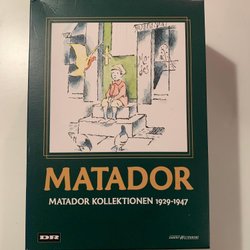 MATADOR
MATADOR KOLLEKTIONEN 1929-1947
DR